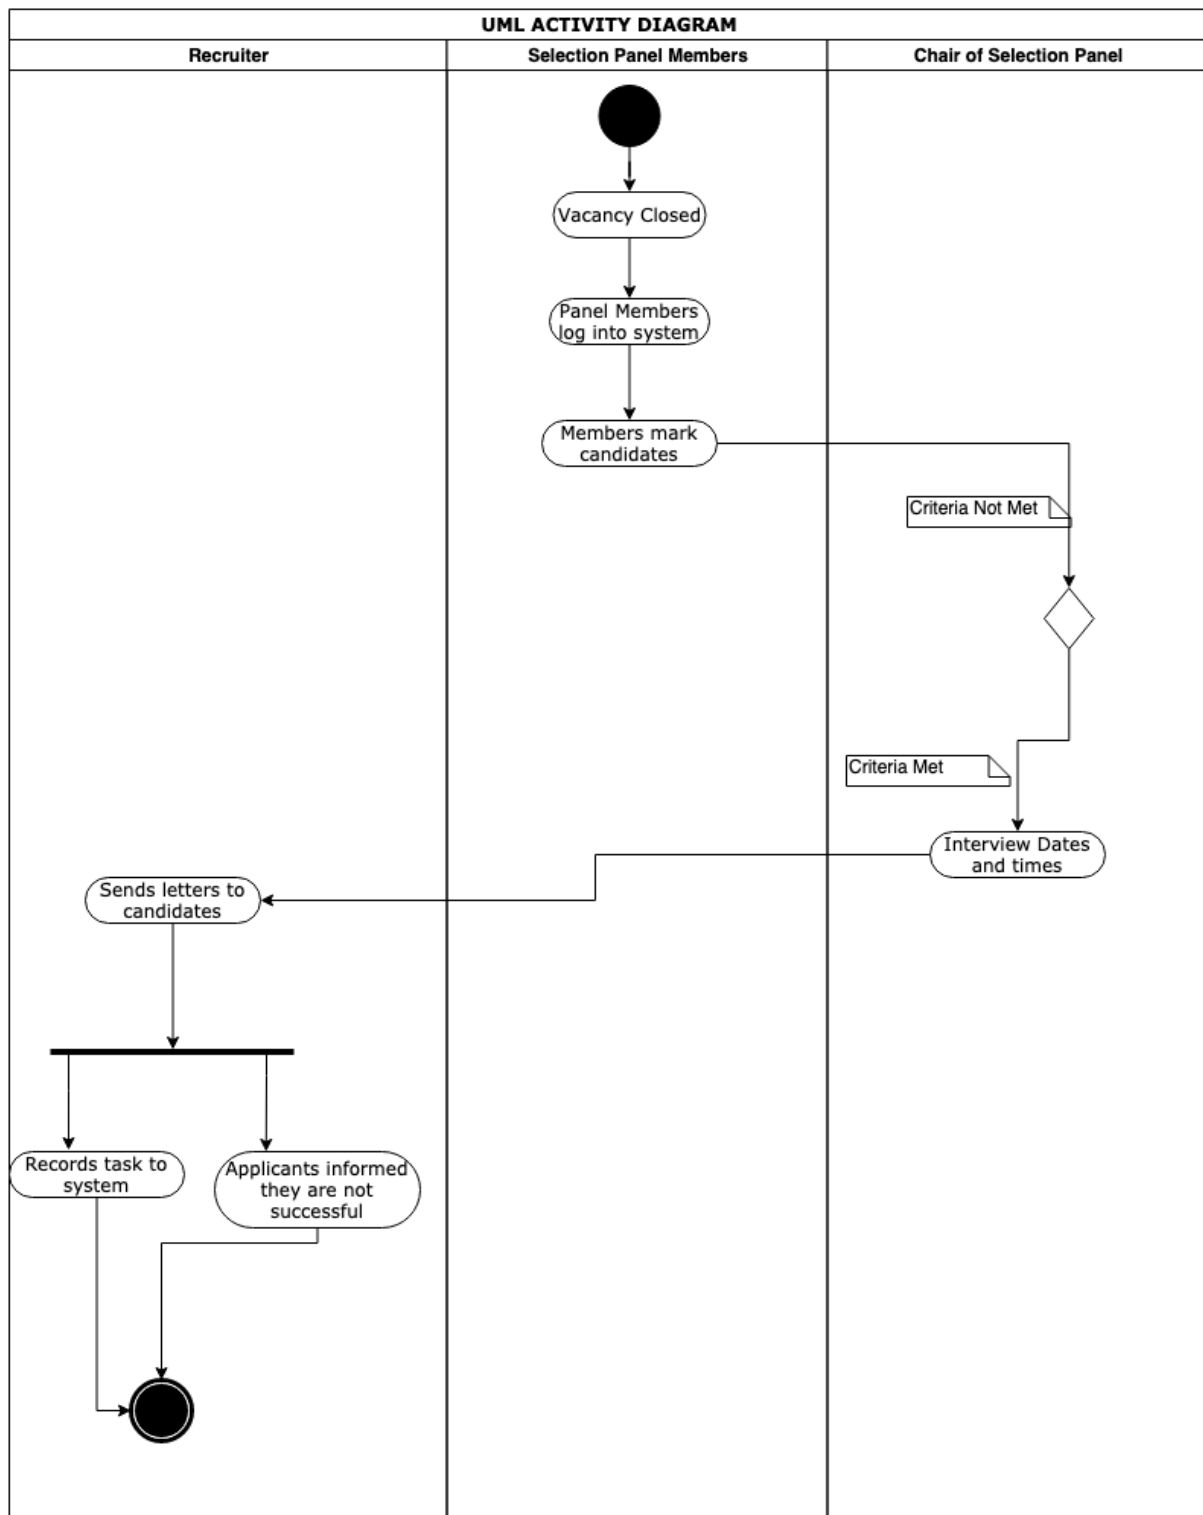 UML ACTIVITY DIAGRAM
Recruiter
Selection Panel Members
Chair of Selection Panel
Vacancy Closed
Panel Members
log into system
Members mark
candidates
Criteria Not Met
Criteria Met
Interview Dates
and times
Sends letters to
candidates
Records task to
system
Applicants informed
they are not
successful